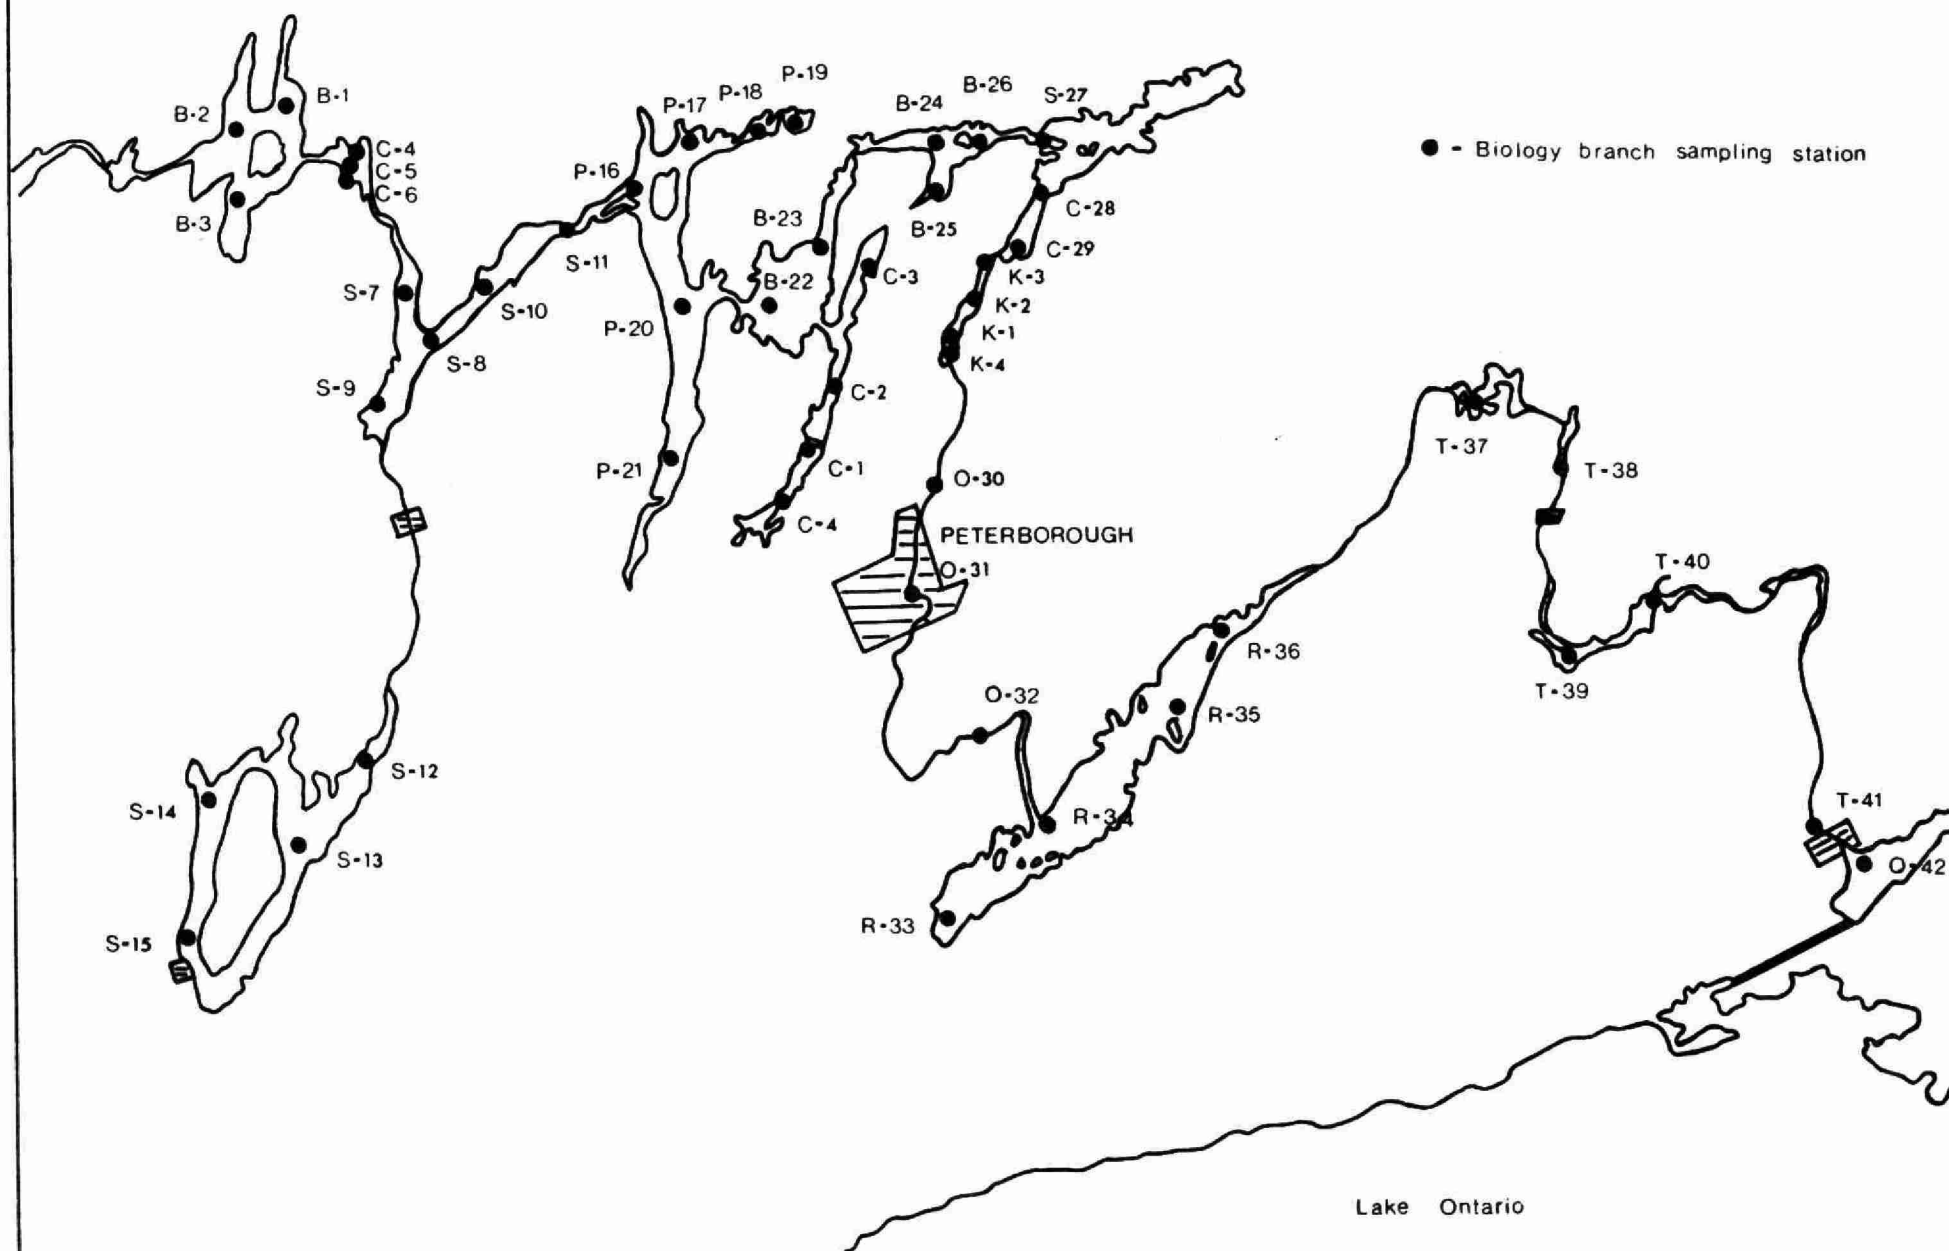 P-19
B-26
P-18
B-1
P-17
B-24
S-27
B-2
C-4
● - Biology branch sampling station
C-5
P-16
C-6
C-28
B-3
B-23
B-25
C-29
S-11
C-3
K-3
S-7
B-22
K-2
S-10
P-20
K-1
S-8
K-4
S-9
C-2
T-37
P-21
C-1
T-38
O-30
C-4
PETERBOROUGH
T-40
O-31
R-36
T-39
O-32
R-35
S-12
T-41
S-14
R-34
S-13
O-42
R-33
S-15
Lake Ontario